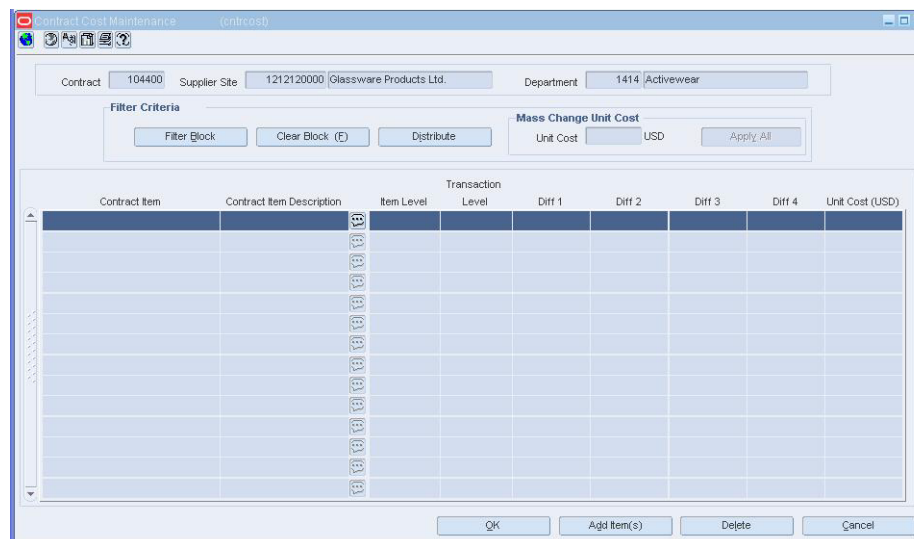 Contract Cost Maintenance (cntrcost)
Contract 104400 Supplier Site 1212120000 Glassware Products Ltd. Department 1414 Activewear
Filter Criteria
Mass Change Unit Cost
Filter Block Clear Block (F) Distribute Unit Cost USD Apply All
Transaction
Contract Item Contract Item Description Item Level Level Diff 1 Diff 2 Diff 3 Diff 4 Unit Cost (USD)
OK Add Item(s) Delete Cancel